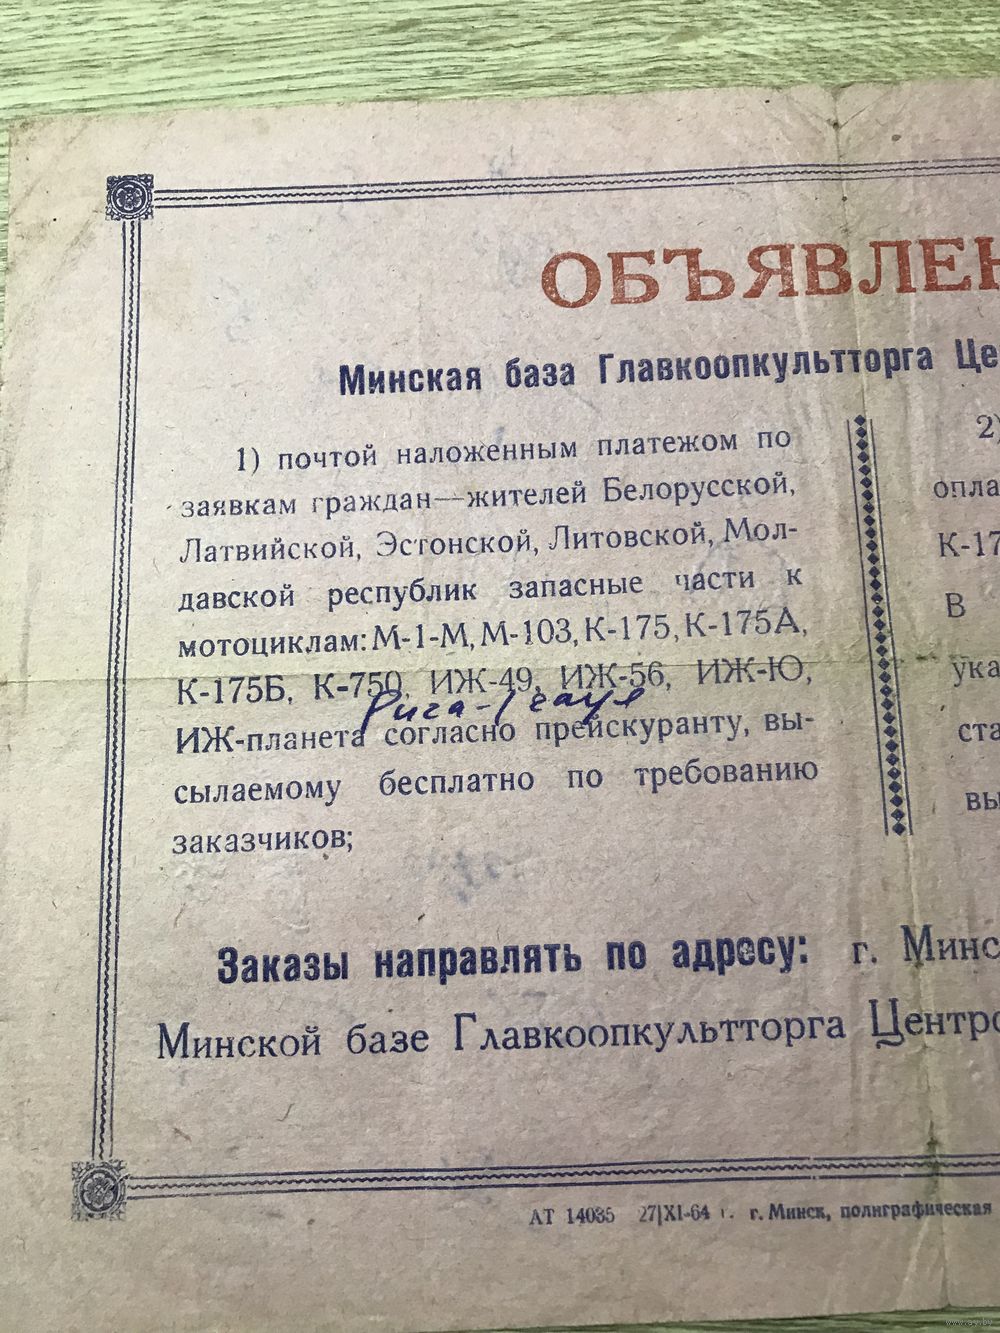 ОБЪЯВЛЕН
Минская база Главкоопкультторга Це
1) почтой наложенным платежом по
заявкам граждан—жителей Белорусской,
Латвийской, Эстонской, Литовской, Мол-
давской республик запасные части к
мотоциклам: М-1-М, М-103, К-175, К-175А,
К-175Б, К-750, ИЖ-49, ИЖ-56, ИЖ-Ю,
Рига-
ИЖ-планета согласно прейскуранту, вы-
сылаемому бесплатно по требованию
заказчиков;
2)
опла
К-17
В
ука
ста
вы
Заказы направлять по адресу: г. Минс
Минской базе Главкоопкультторга Центро
АТ 14035 27|XI-64 г. г. Минск, полиграфическая
www.ay.by